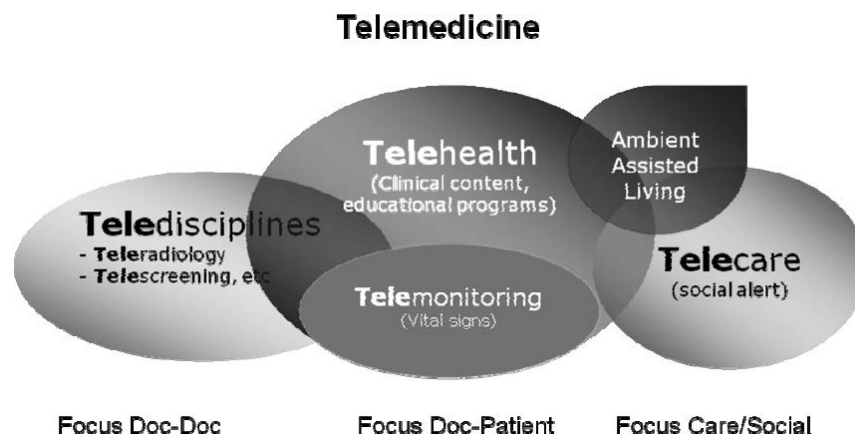 Telemedicine
Telehealth
(Clinical content,
educational programs)
Ambient
Assisted
Living
Teledisciplines
- Teleradiology
- Telescreening, etc
Telecare
(social alert)
Telemonitoring
(Vital signs)
Focus Doc-Doc
Focus Doc-Patient
Focus Care/Social